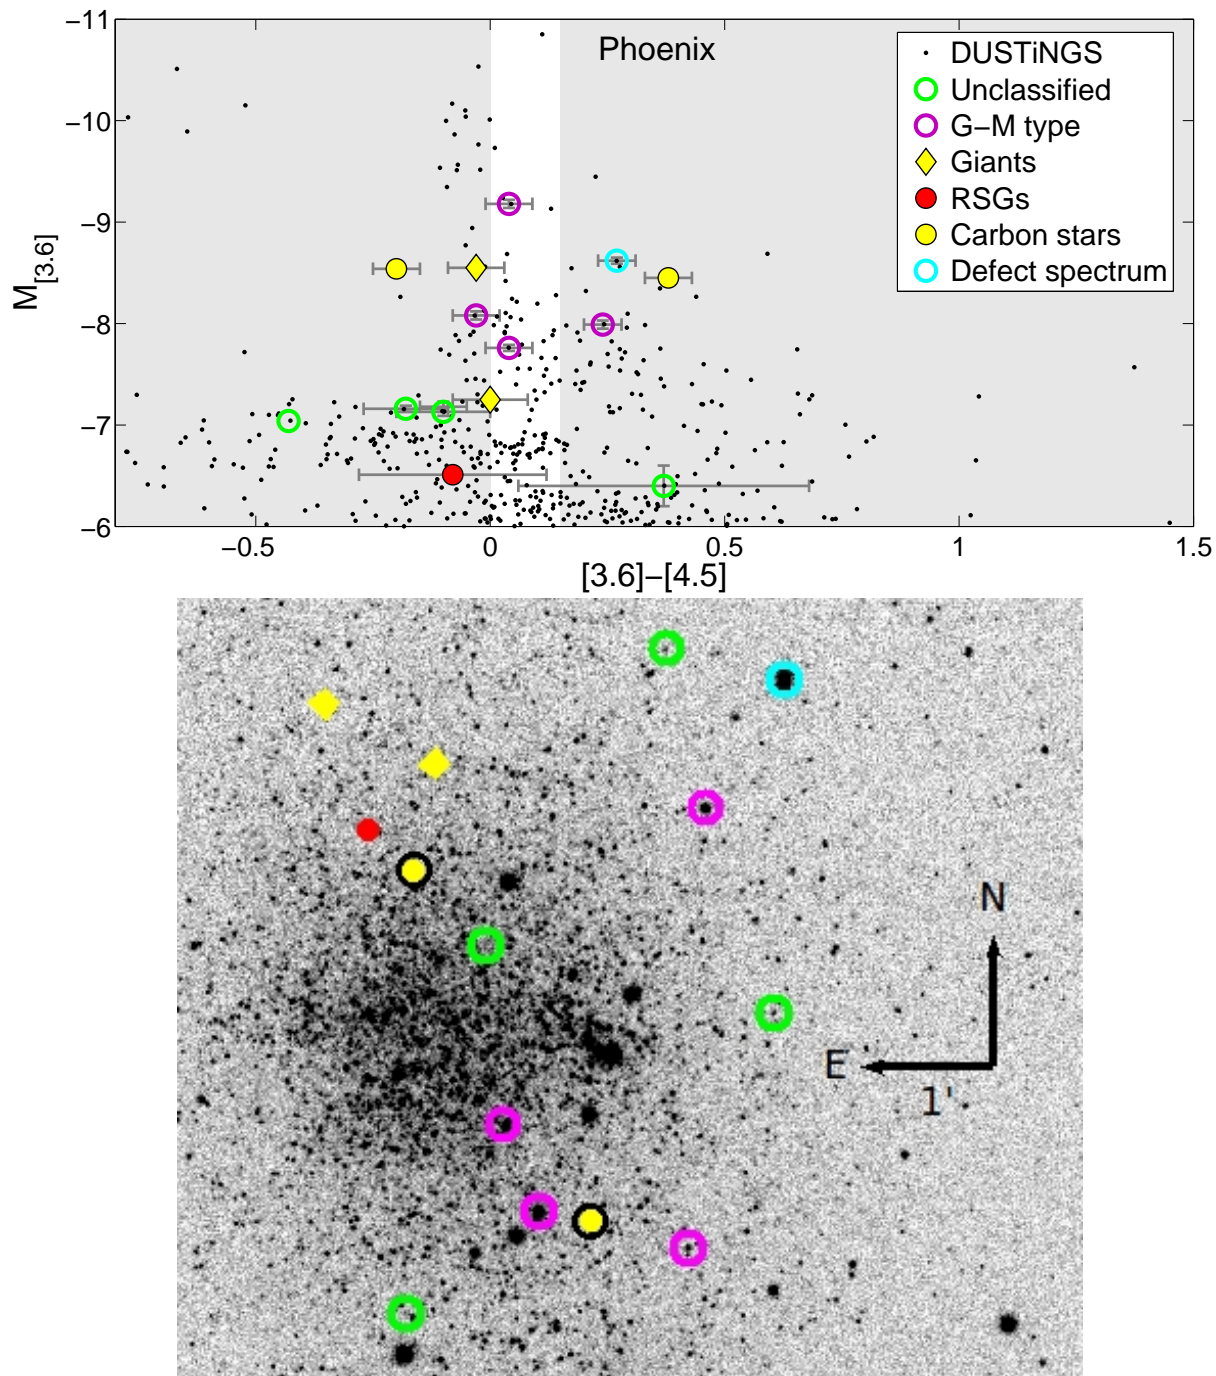 −11
Phoenix
DUSTiNGS
Unclassified
−10
G−M type
Giants
RSGs
−9
Carbon stars
Defect spectrum
M[3.6]
−8
−7
−6
−0.5 0 0.5 1 1.5
[3.6]−[4.5]
N
E
1'